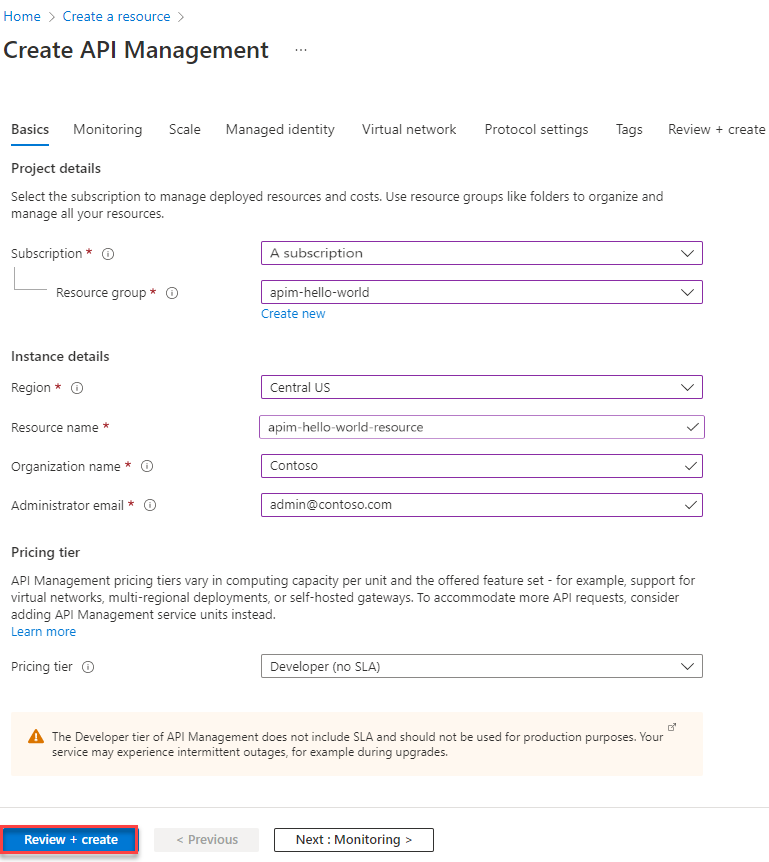 Home > Create a resource >
Create API Management ...
Basics Monitoring Scale Managed identity Virtual network Protocol settings Tags Review + create
Project details
Select the subscription to manage deployed resources and costs. Use resource groups like folders to organize and
manage all your resources.
Subscription * A subscription
Resource group * apim-hello-world
Create new
Instance details
Region * Central US
Resource name * apim-hello-world-resource
Organization name * Contoso
Administrator email * admin@contoso.com
Pricing tier
API Management pricing tiers vary in computing capacity per unit and the offered feature set - for example, support for
virtual networks, multi-regional deployments, or self-hosted gateways. To accommodate more API requests, consider
adding API Management service units instead.
Learn more
Pricing tier Developer (no SLA)
The Developer tier of API Management does not include SLA and should not be used for production purposes. Your
service may experience intermittent outages, for example during upgrades.
Review + create < Previous Next : Monitoring >